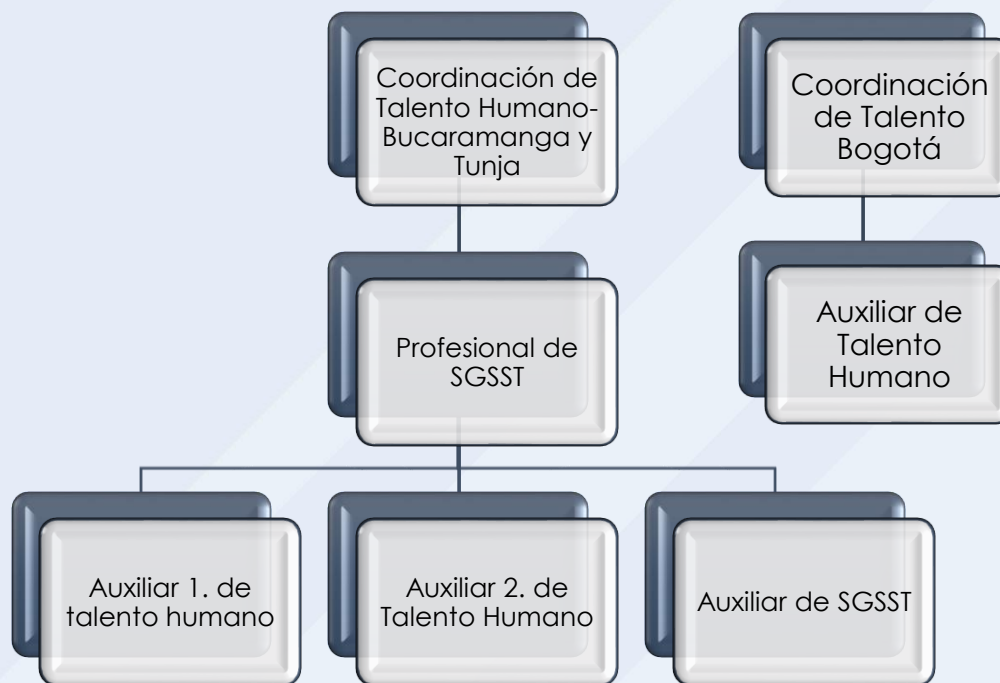 Coordinación de
Talento Humano-
Bucaramanga y
Tunja
Coordinación
de Talento
Bogotá
Profesional de
SGSST
Auxiliar de
Talento
Humano
Auxiliar 1. de
talento humano
Auxiliar 2. de
Talento Humano
Auxiliar de SGSST